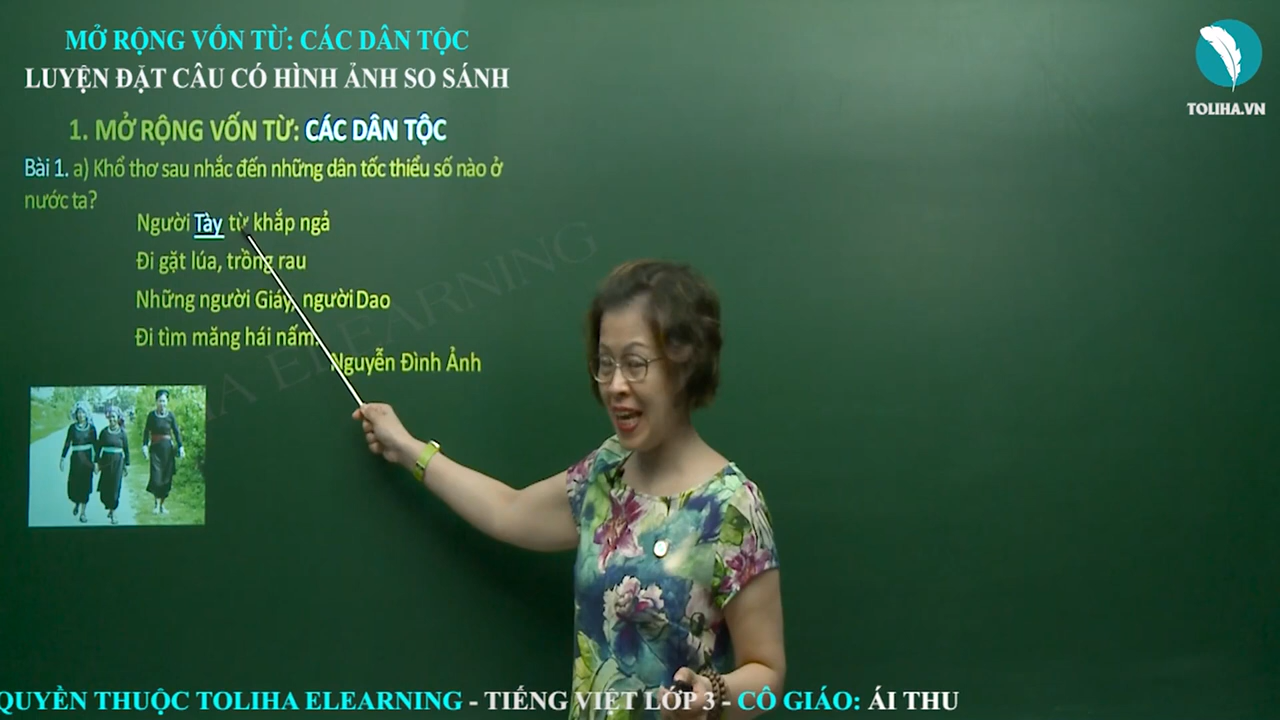 MỞ RỘNG VỐN TỪ: CÁC DÂN TỘC
LUYỆN ĐẶT CÂU CÓ HÌNH ẢNH SO SÁNH
TOLIHA.VN
1. MỞ RỘNG VỐN TỪ: CÁC DÂN TỘC
Bài 1. a) Khổ thơ sau nhắc đến những dân tốc thiểu số nào ở
nước ta?
Người Tày từ khắp ngả
Đi gặt lúa, trồng rau
Những người Giáy, người Dao
Đi tìm măng hái nấm.
Nguyễn Đình Ảnh
HA ELEARNING
QUYỀN THUỘC TOLIHA ELEARNING - TIẾNG VIỆT LỚP 3 - CÔ GIÁO: ÁI THU